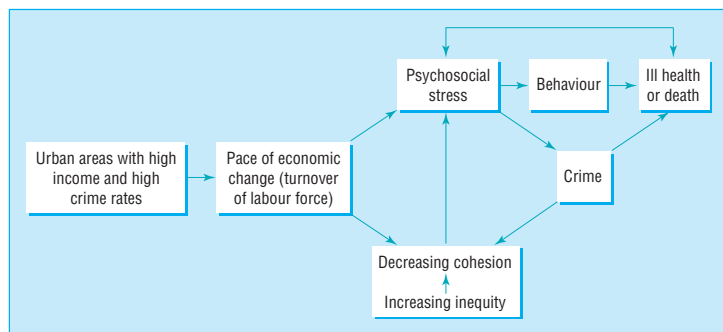 Psychosocial
stress
Behaviour
Ill health
or death
Urban areas with high
income and high
crime rates
Pace of economic
change (turnover
of labour force)
Crime
Decreasing cohesion
Increasing inequity